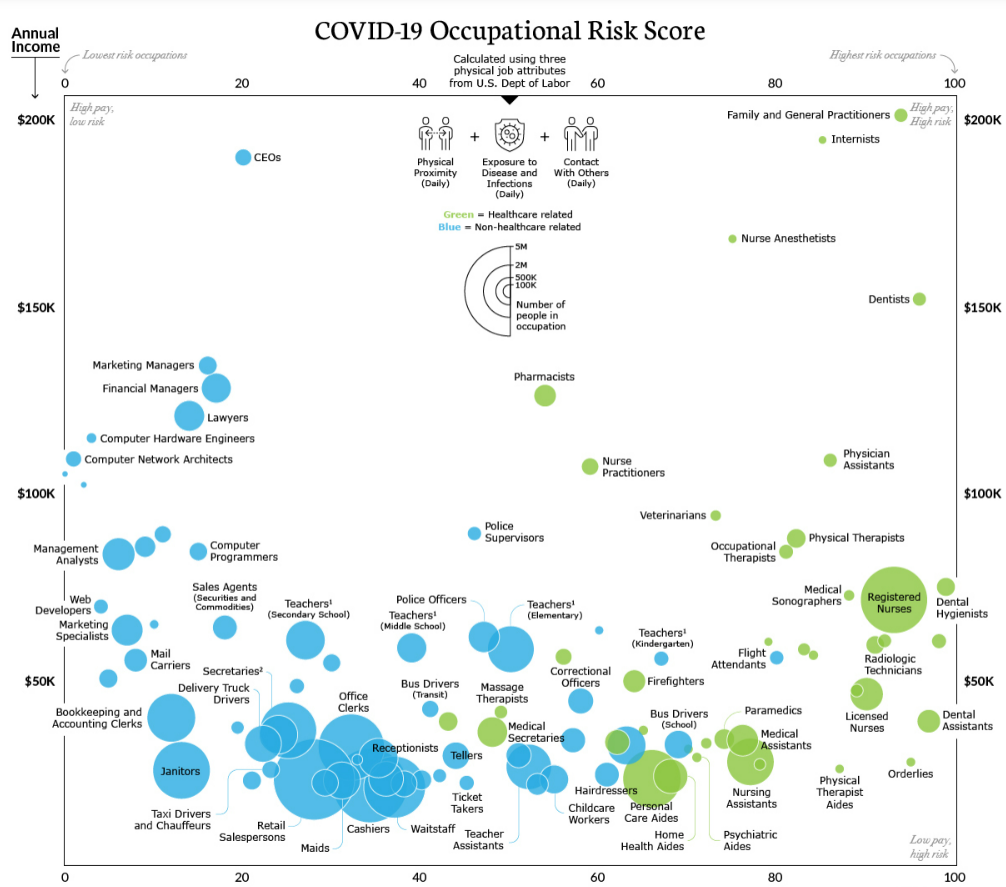 COVID-19 Occupational Risk Score
Annual
Income
Lowest risk occupations
Highest risk occupations
Calculated using three
physical job attributes
from U.S. Dept of Labor
0
20
40
60
80
100
High pay,
low risk
High pay,
High risk
$200K
$200K
Family and General Practitioners
Internists
CEOs
+
+
Physical
Proximity
(Daily)
Exposure to
Disease and
Infections
(Daily)
Contact
With Others
(Daily)
Green = Healthcare related
Blue = Non-healthcare related
5M
2M
500K
100K
Number of
people in
occupation
Nurse Anesthetists
Dentists
$150K
$150K
Marketing Managers
Financial Managers
Lawyers
Pharmacists
Computer Hardware Engineers
Computer Network Architects
Nurse
Practitioners
Physician
Assistants
$100K
$100K
Veterinarians
Police
Supervisors
Physical Therapists
Occupational
Therapists
Management
Analysts
Computer
Programmers
Sales Agents
(Securities and
Commodities)
Web
Developers
Marketing
Specialists
Teachers¹
(Secondary School)
Police Officers
Teachers¹
(Middle School)
Teachers¹
(Elementary)
Medical
Sonographers
Registered
Nurses
Dental
Hygienists
Mail
Carriers
Teachers¹
(Kindergarten)
Flight
Attendants
Radiologic
Technicians
Secretaries²
$50K
$50K
Correctional
Officers
Firefighters
Delivery Truck
Drivers
Office
Clerks
Bus Drivers
(Transit)
Massage
Therapists
Bookkeeping and
Accounting Clerks
Bus Drivers
(School)
Paramedics
Licensed
Nurses
Dental
Assistants
Medical
Secretaries
Medical
Assistants
Receptionists
Tellers
Janitors
Orderlies
Physical
Therapist
Aides
Nursing
Assistants
Hairdressers
Ticket
Takers
Childcare
Workers
Personal
Care Aides
Taxi Drivers
and Chauffeurs
Retail
Salespersons
Cashiers
Waitstaff
Teacher
Assistants
Home
Health Aides
Psychiatric
Aides
Maids
Low pay,
high risk
0
20
40
60
80
100